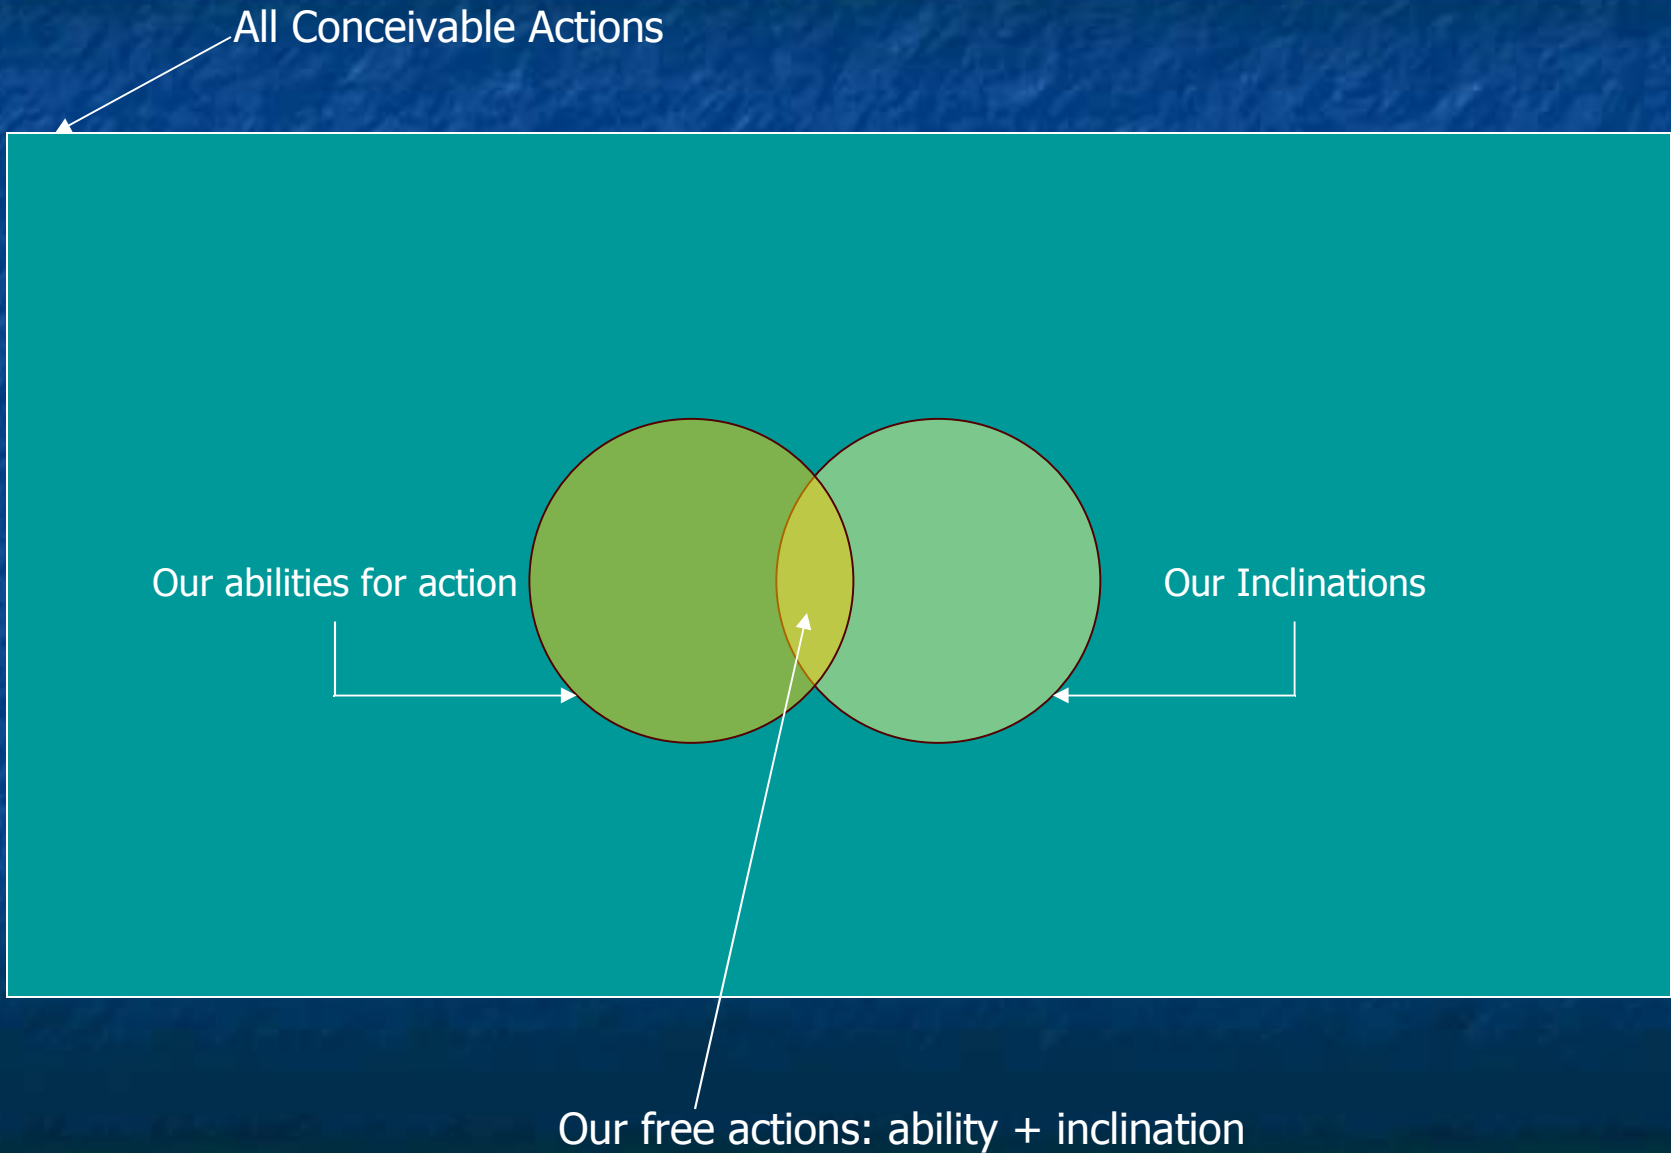 All Conceivable Actions
Our abilities for action
Our Inclinations
Our free actions: ability + inclination